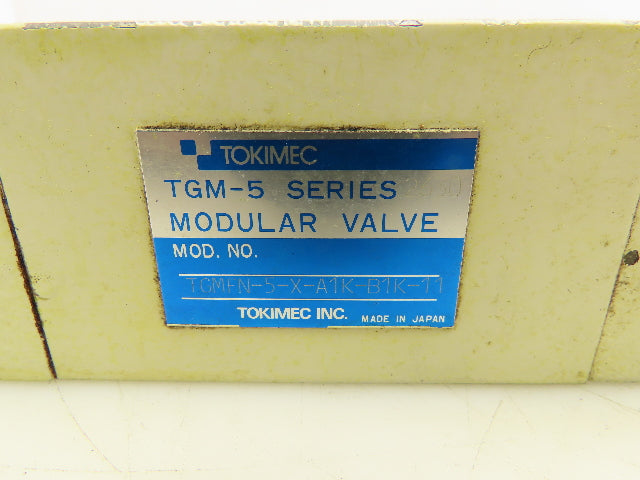 TOKIMEC
TGM-5 SERIES
MODULAR VALVE
MOD. NO.
TGMFN-5-X-A1K-B1K-11
TOKIMEC INC. MADE IN JAPAN